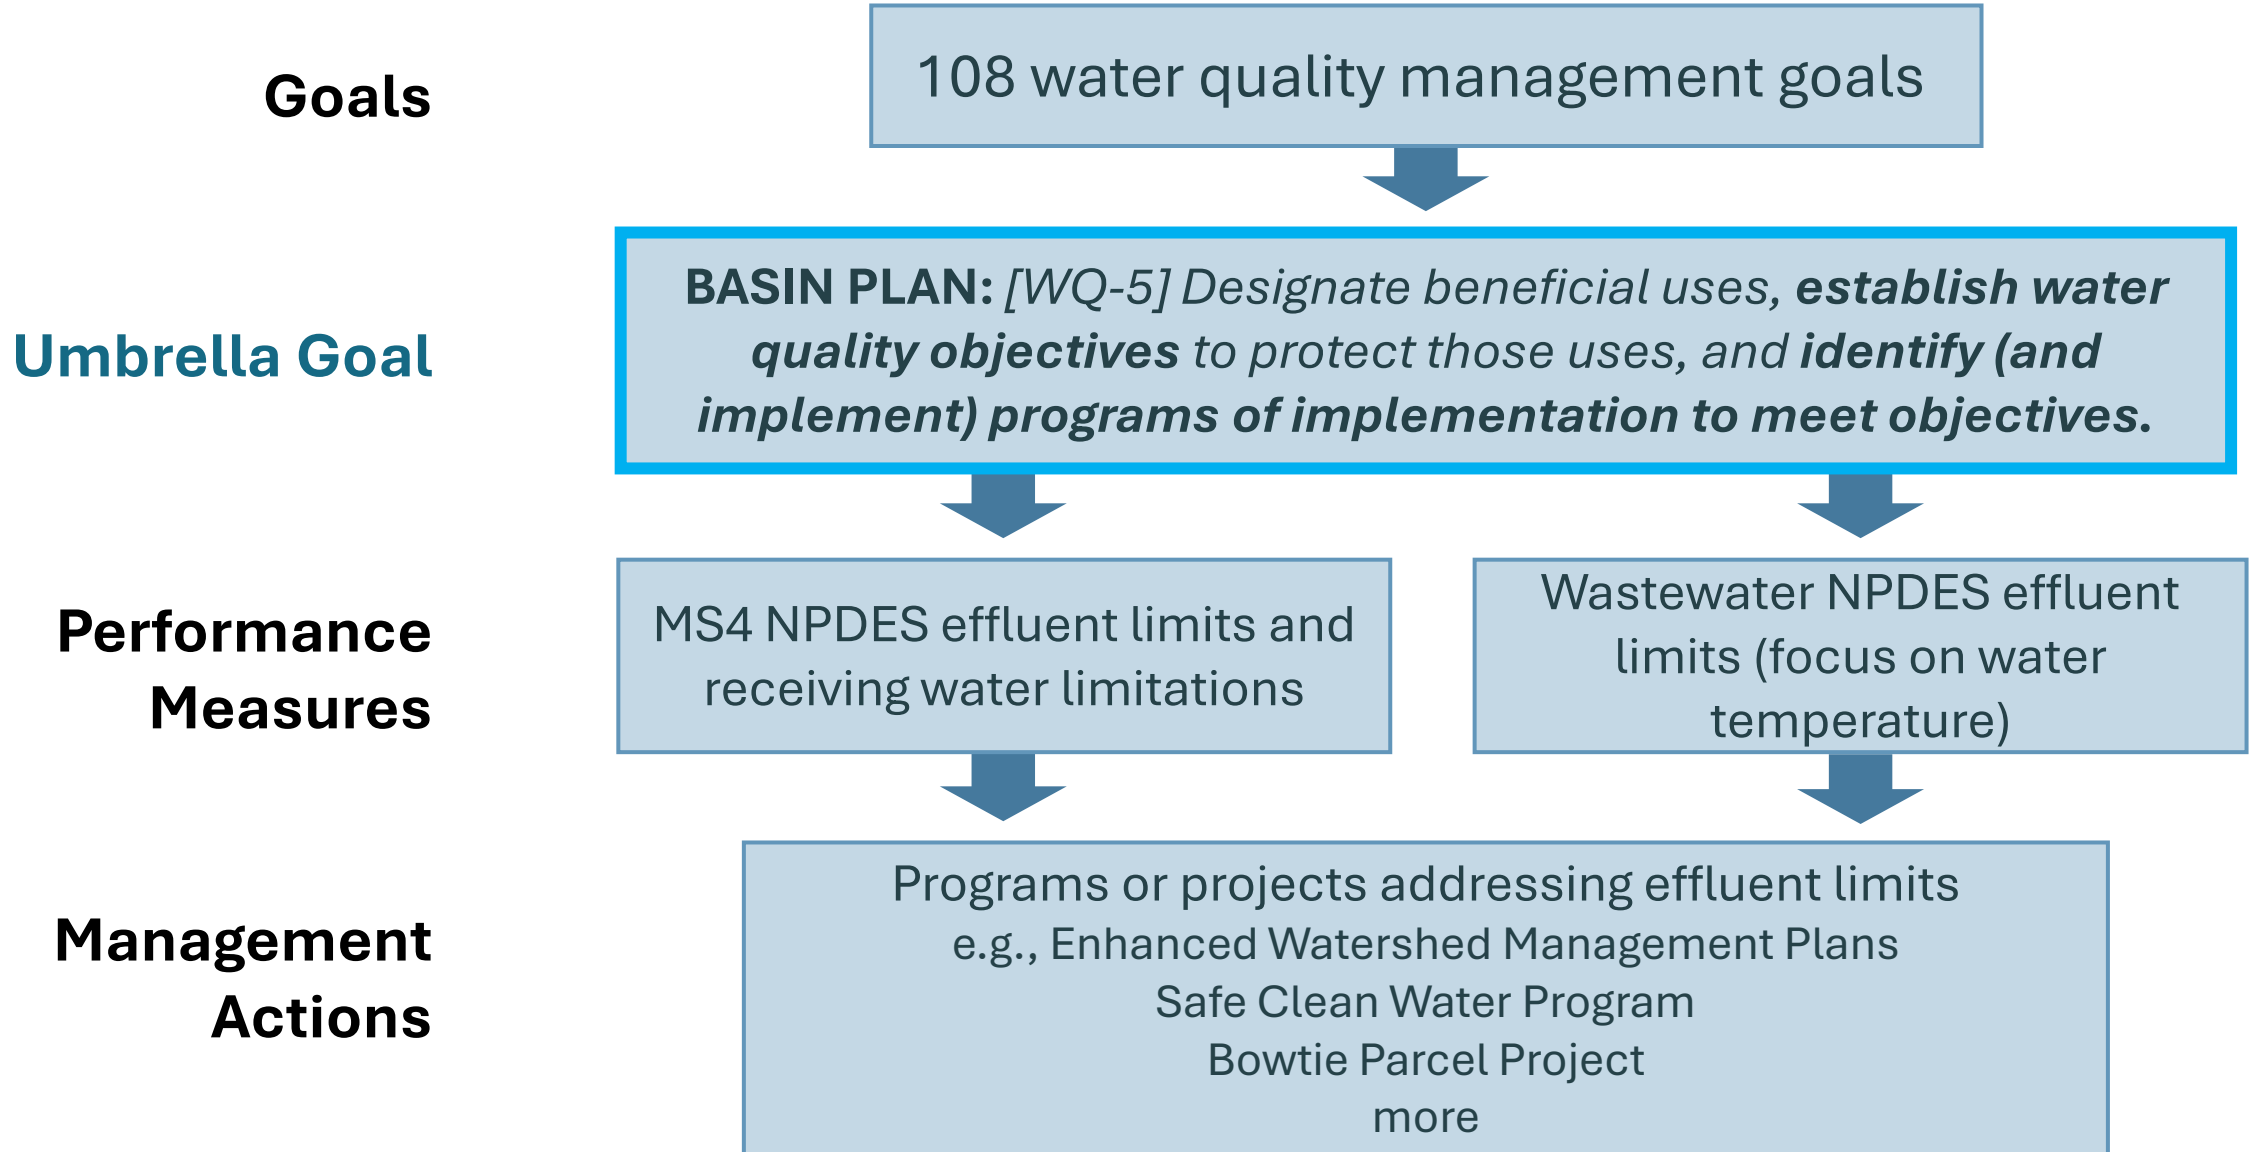 Goals
108 water quality management goals
Umbrella Goal
BASIN PLAN: [WQ-5] Designate beneficial uses, establish water
quality objectives to protect those uses, and identify (and
implement) programs of implementation to meet objectives.
Performance
Measures
MS4 NPDES effluent limits and
receiving water limitations
Wastewater NPDES effluent
limits (focus on water
temperature)
Management
Actions
Programs or projects addressing effluent limits
e.g., Enhanced Watershed Management Plans
Safe Clean Water Program
Bowtie Parcel Project
more